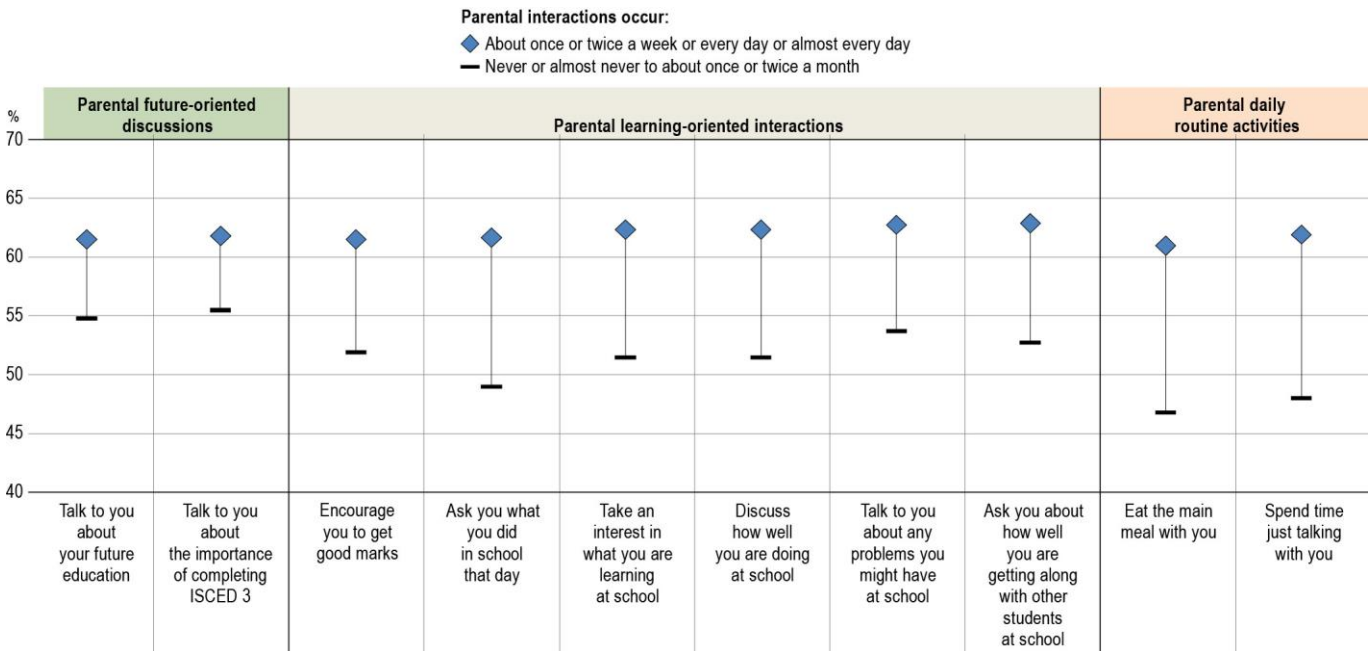 Parental interactions occur:
About once or twice a week or every day or almost every day
Never or almost never to about once or twice a month
Parental future-oriented
discussions
Parental learning-oriented interactions
Parental daily
routine activities
%
70
65
60
55
50
45
40
Talk to you
about
your future
education
Talk to you
about
the importance
of completing
ISCED 3
Encourage
you to get
good marks
Ask you what
you did
in school
that day
Take an
interest in
what you are
learning
at school
Discuss
how well
you are doing
at school
Talk to you
about any
problems you
might have
at school
Ask you about
how well
you are
getting along
with other
students
at school
Eat the main
meal with you
Spend time
just talking
with you